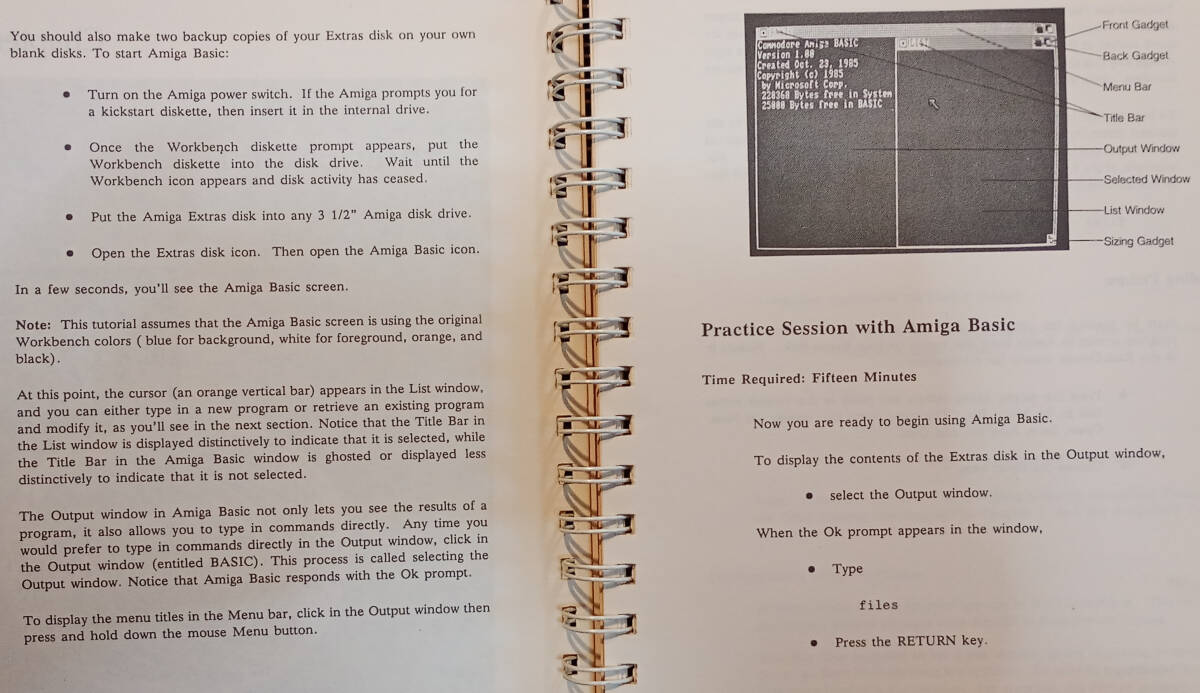 You should also make two backup copies of your Extras disk on your own
blank disks. To start Amiga Basic:
● Turn on the Amiga power switch. If the Amiga prompts you for
a kickstart diskette, then insert it in the internal drive.
● Once the Workbench diskette prompt appears, put the
Workbench diskette into the disk drive. Wait until the
Workbench icon appears and disk activity has ceased.
● Put the Amiga Extras disk into any 3 1/2" Amiga disk drive.
● Open the Extras disk icon. Then open the Amiga Basic icon.
In a few seconds, you'll see the Amiga Basic screen.
Note: This tutorial assumes that the Amiga Basic screen is using the original
Workbench colors ( blue for background, white for foreground, orange, and
black).
At this point, the cursor (an orange vertical bar) appears in the List window,
and you can either type in a new program or retrieve an existing program
and modify it, as you'll see in the next section. Notice that the Title Bar in
the List window is displayed distinctively to indicate that it is selected, while
the Title Bar in the Amiga Basic window is ghosted or displayed less
distinctively to indicate that it is not selected.
The Output window in Amiga Basic not only lets you see the results of a
program, it also allows you to type in commands directly. Any time you
would prefer to type in commands directly in the Output window, click in
the Output window (entitled BASIC). This process is called selecting the
Output window. Notice that Amiga Basic responds with the Ok prompt.
To display the menu titles in the Menu bar, click in the Output window then
press and hold down the mouse Menu button.
LIST
Commodore Amiga BASIC
Version 1.00
Created Oct. 23, 1985
Copyright (c) 1985
by Microsoft Corp.
228368 Bytes free in System
25000 Bytes free in BASIC
Front Gadget
Back Gadget
Menu Bar
Title Bar
Output Window
Selected Window
List Window
Sizing Gadget
Practice Session with Amiga Basic
Time Required: Fifteen Minutes
Now you are ready to begin using Amiga Basic.
To display the contents of the Extras disk in the Output window,
● select the Output window.
When the Ok prompt appears in the window,
● Type
files
● Press the RETURN key.